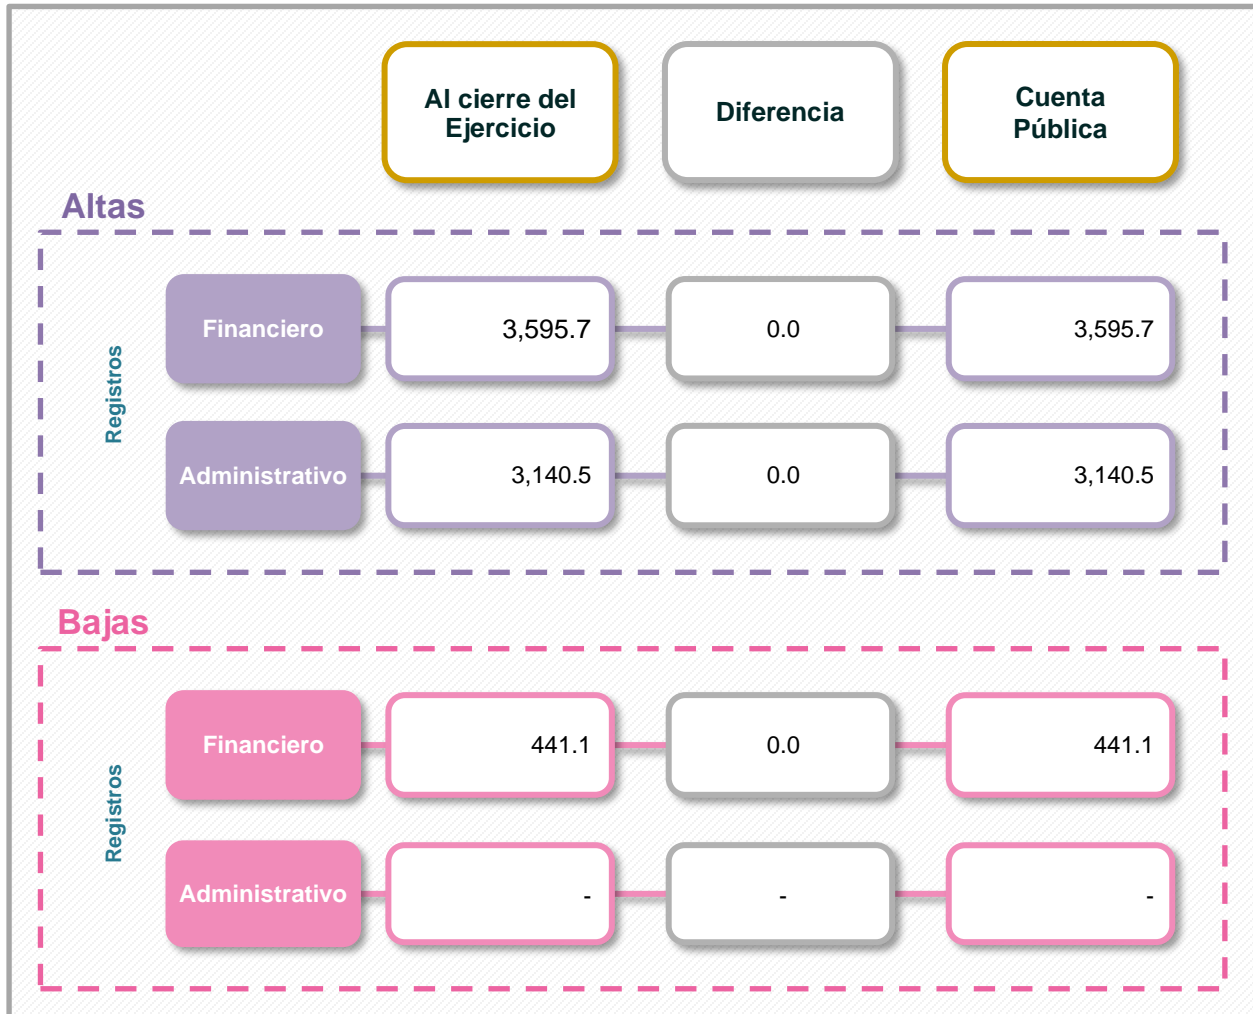 Al cierre del
Ejercicio
Diferencia
Cuenta
Pública
Altas
Registros
Financiero
3,595.7
0.0
3,595.7
Administrativo
3,140.5
0.0
3,140.5
Bajas
Registros
Financiero
441.1
0.0
441.1
Administrativo
-
-
-